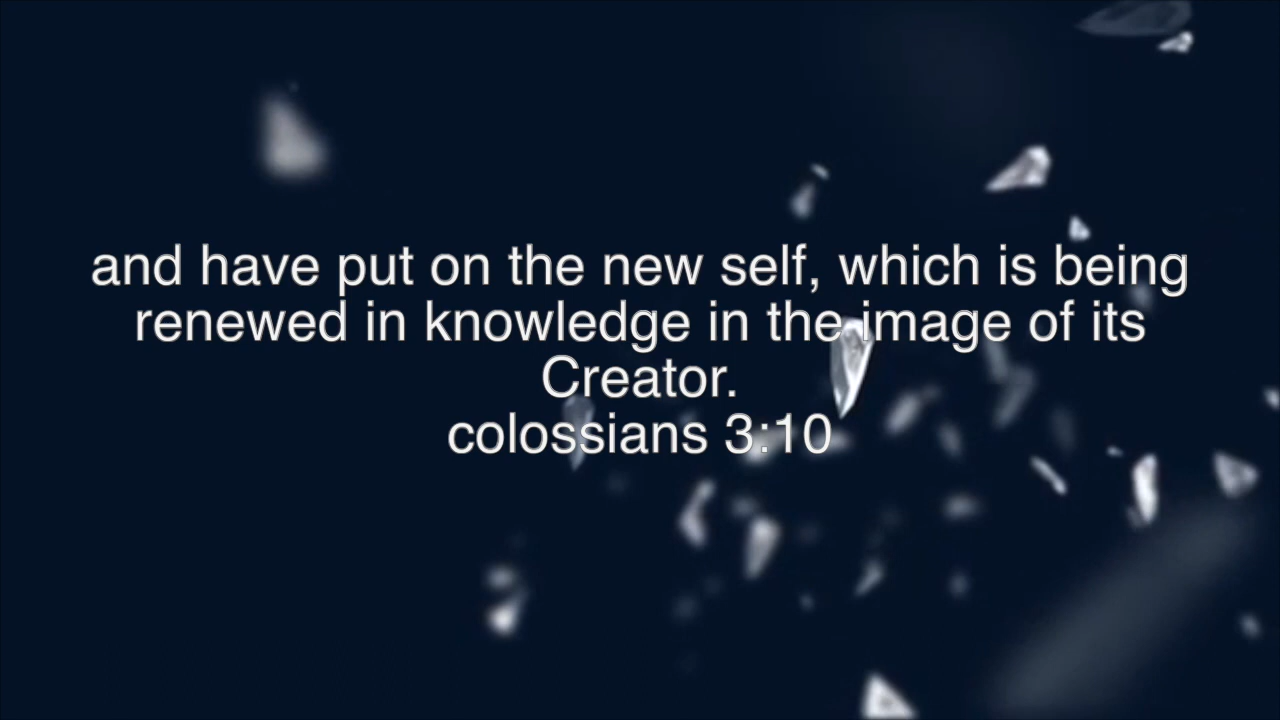 and have put on the new self, which is being
renewed in knowledge in the image of its
Creator.
colossians 3:10